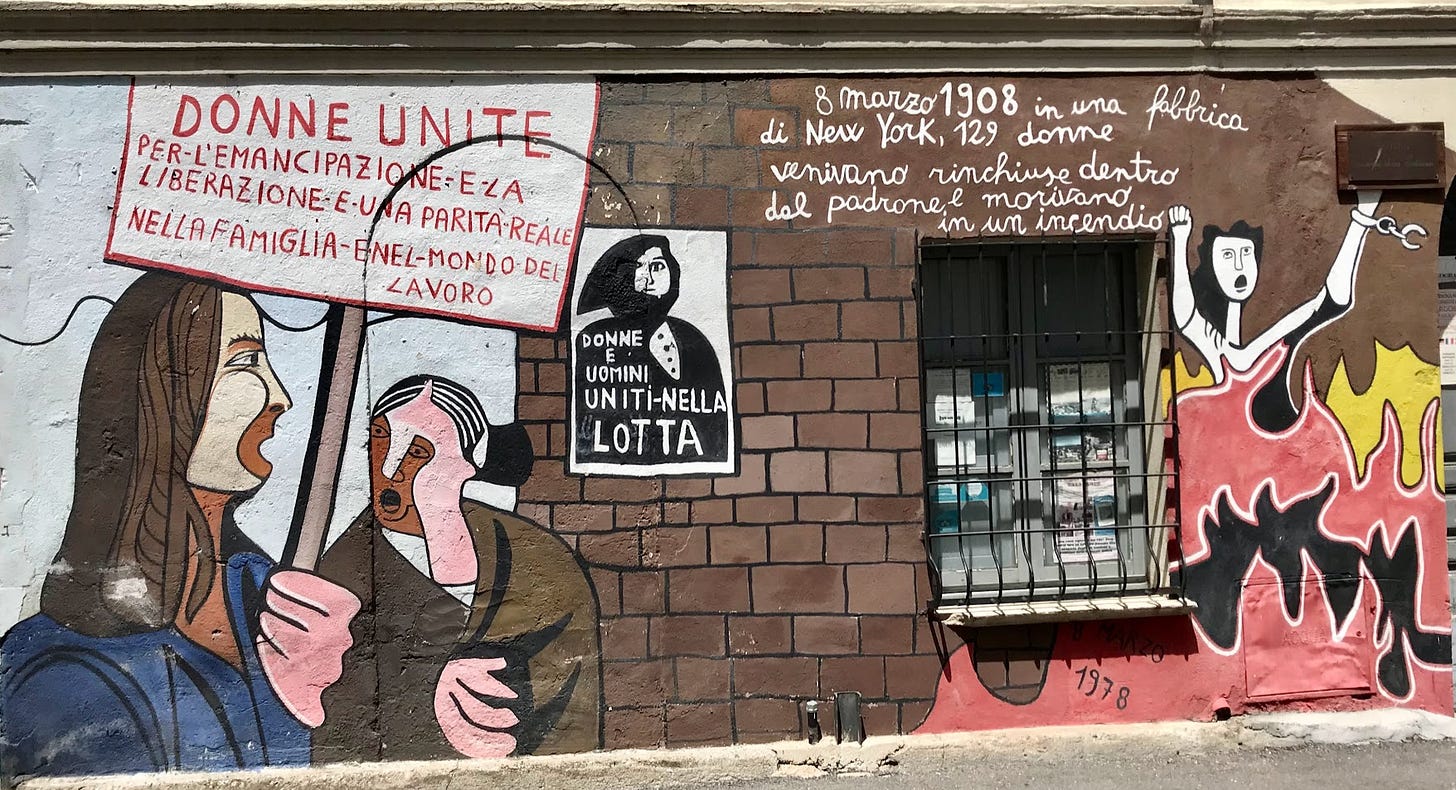 DONNE UNITE
PER-L'EMANCIPAZIONE-E-LA
LIBERAZIONE-E-UNA PARITA-REALE
NELLA FAMIGLIA-E NEL-MONDO-DEL
LAVORO
DONNE
E'
UOMINI
UNITI-NELLA
LOTTA
8 marzo 1908 in una fabbrica
di New York, 129 donne
venivano rinchiuse dentro
dal padrone e morivano
in un incendio
8 MARZO
1978
ACQUA